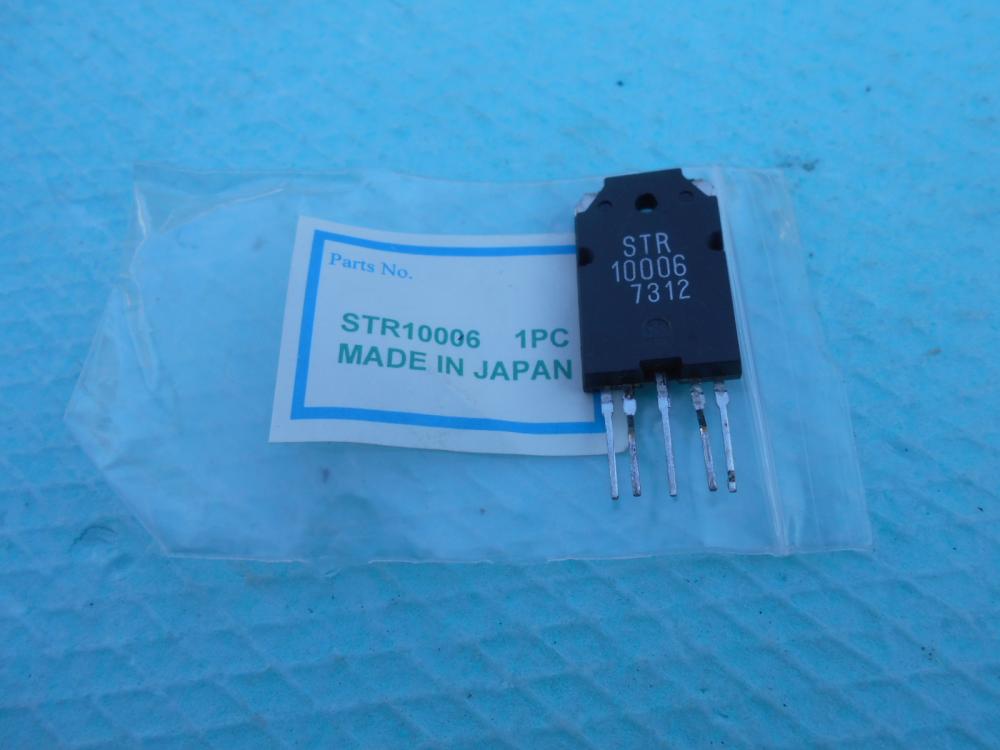 Parts No.
STR10006 1PC
MADE IN JAPAN
STR
10006
7312